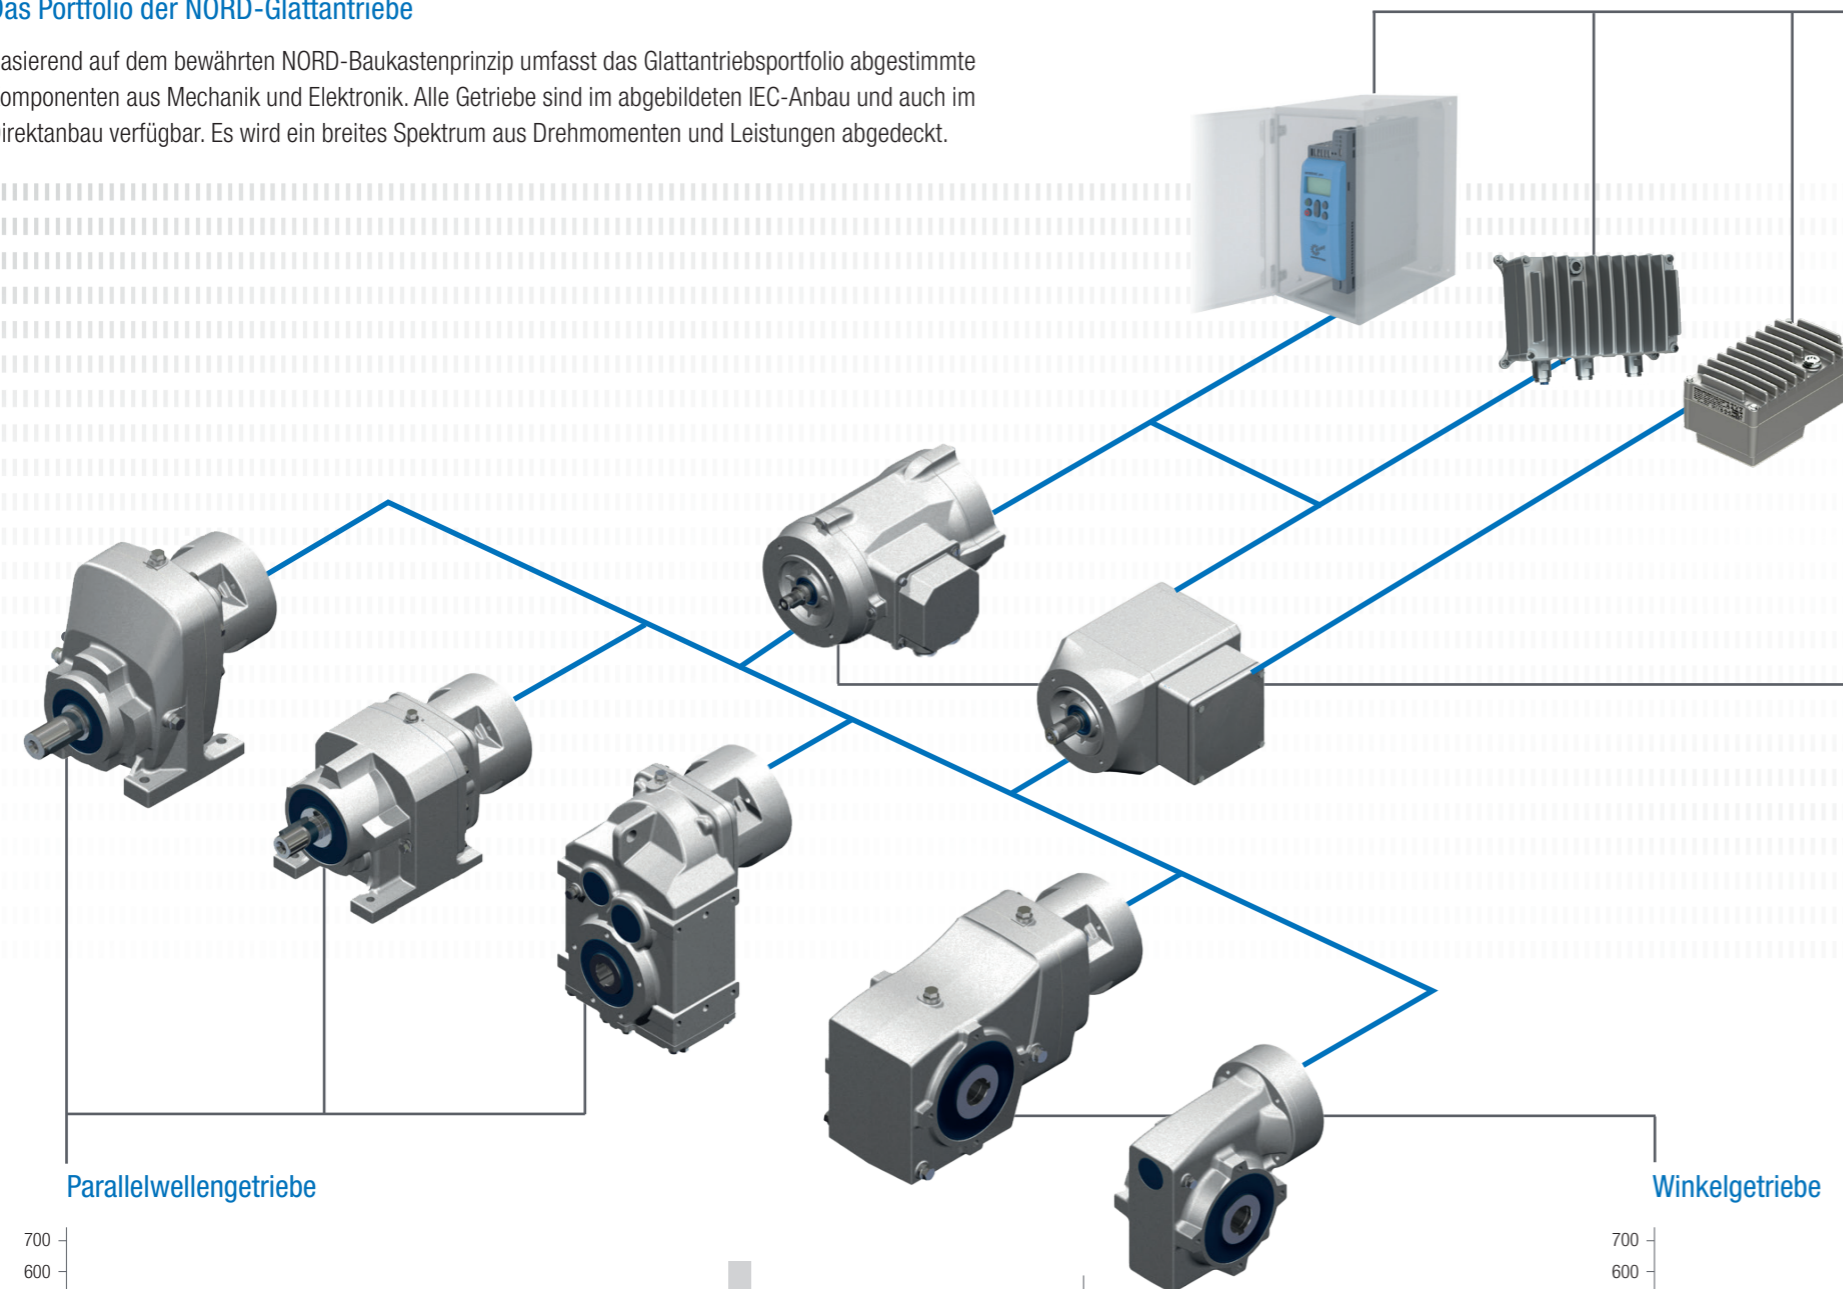 Das Portfolio der NORD-Glattantriebe
asierend auf dem bewährten NORD-Baukastenprinzip umfasst das Glattantriebsportfolio abgestimmte
omponenten aus Mechanik und Elektronik. Alle Getriebe sind im abgebildeten IEC-Anbau und auch im
Direktanbau verfügbar. Es wird ein breites Spektrum aus Drehmomenten und Leistungen abgedeckt.
Parallelwellengetriebe
Winkelgetriebe
700
600
700
600